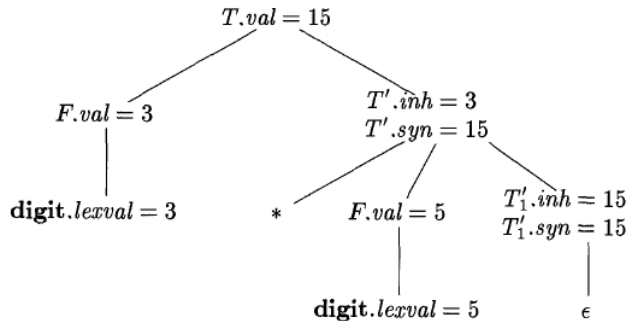 T.val = 15
F.val = 3
T′.inh = 3
T′.syn = 15
digit.lexval = 3
*
F.val = 5
T′₁.inh = 15
T′₁.syn = 15
digit.lexval = 5
ϵ